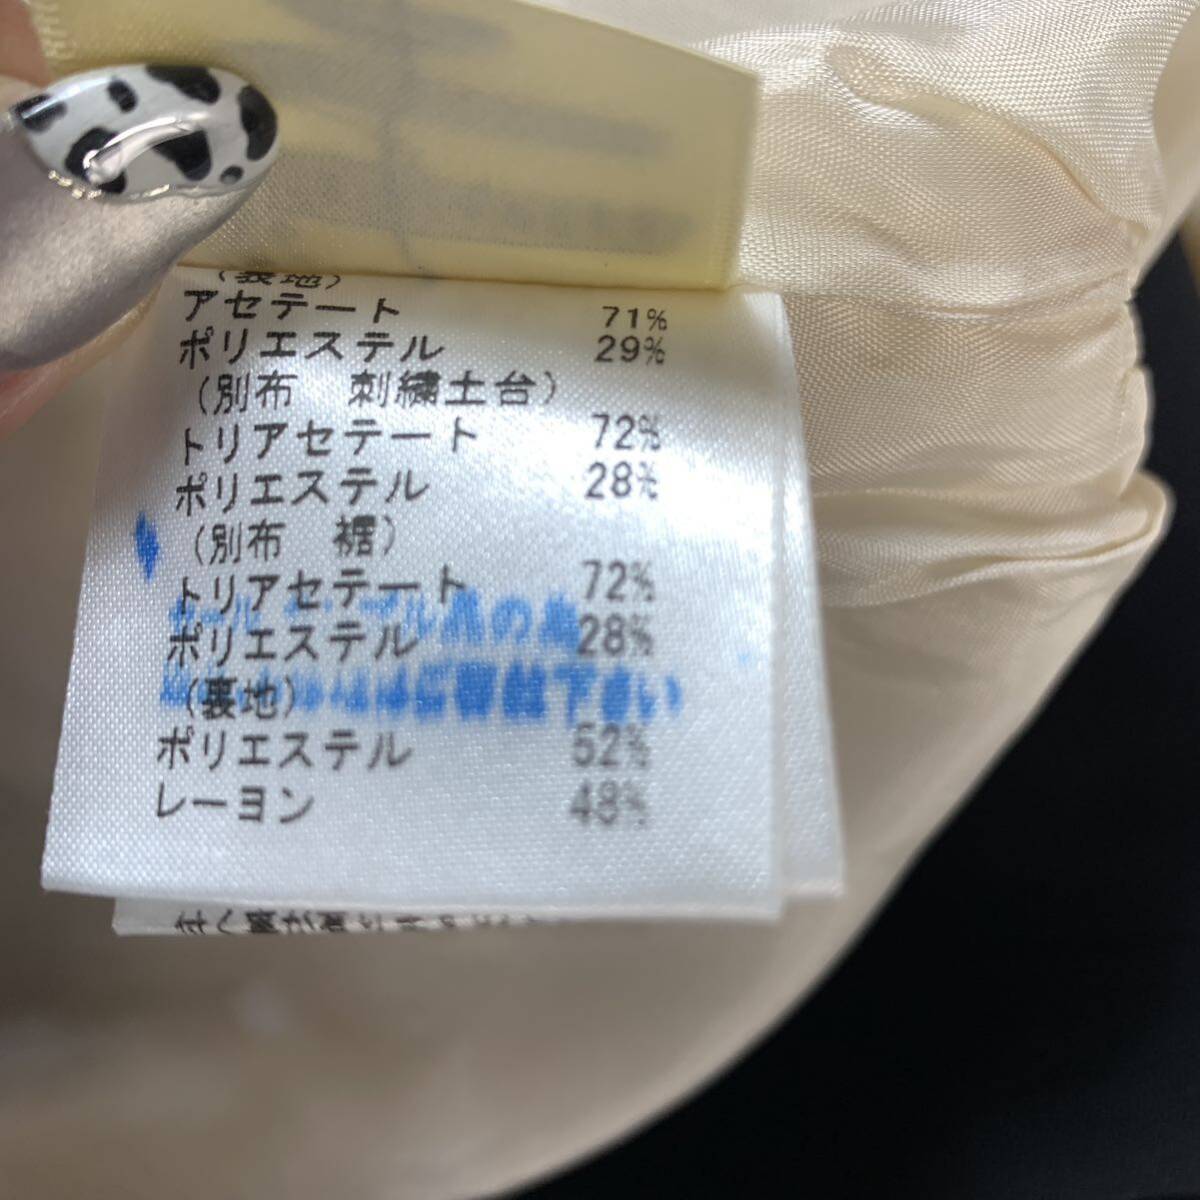 アセテート 71%
ポリエステル 29%
(別布 刺繍土台)
トリアセテート 72%
ポリエステル 28%
(別布 裾)
トリアセテート 72%
ポリエステル 28%
(裏地)
ポリエステル 52%
レーヨン 48%